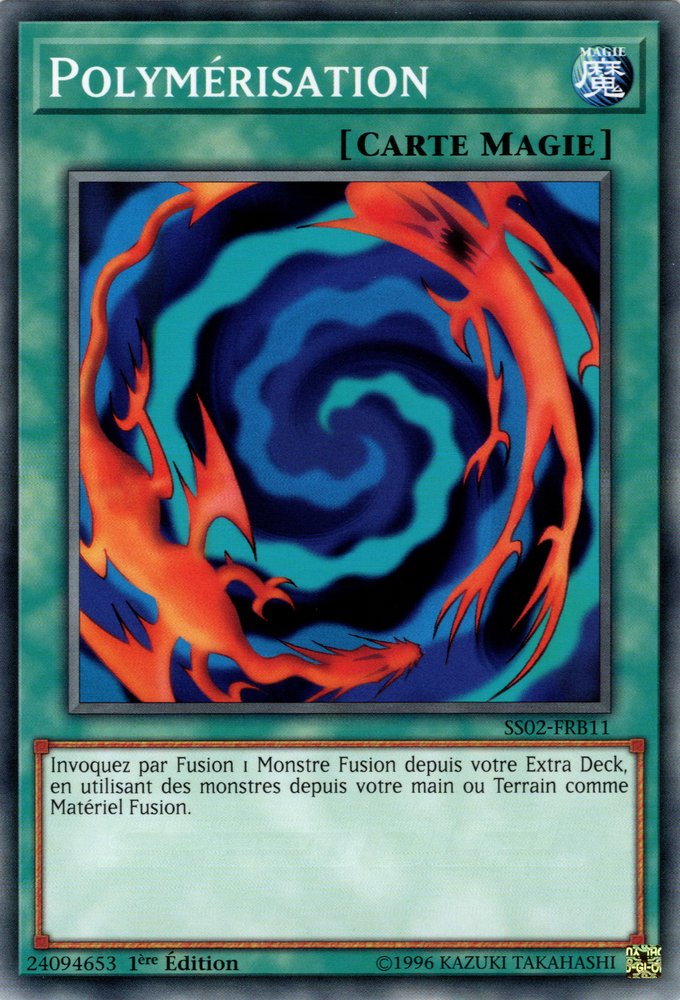 POLYMÉRISATION
MAGIE
魔
[CARTE MAGIE]
SS02-FRB11
Invoquez par Fusion 1 Monstre Fusion depuis votre Extra Deck,
en utilisant des monstres depuis votre main ou Terrain comme
Matériel Fusion.
24094653 1ère Édition
©1996 KAZUKI TAKAHASHI